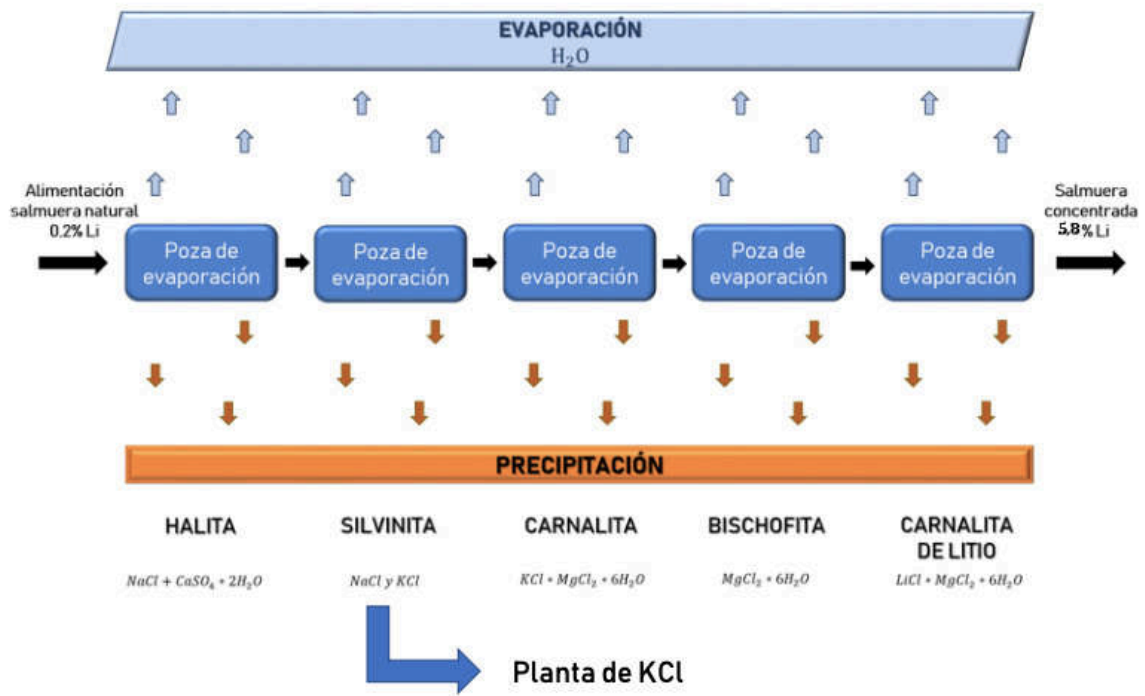 EVAPORACIÓN
H₂O
Alimentación
salmuera natural
0.2% Li
Poza de
evaporación
Poza de
evaporación
Poza de
evaporación
Poza de
evaporación
Poza de
evaporación
Salmuera
concentrada
5,8% Li
PRECIPITACIÓN
HALITA
SILVINITA
CARNALITA
BISCHOFITA
CARNALITA
DE LITIO
NaCl + CaSO₄ * 2H₂O
NaCl y KCl
KCl * MgCl₂ * 6H₂O
MgCl₂ * 6H₂O
LiCl * MgCl₂ * 6H₂O
Planta de KCl